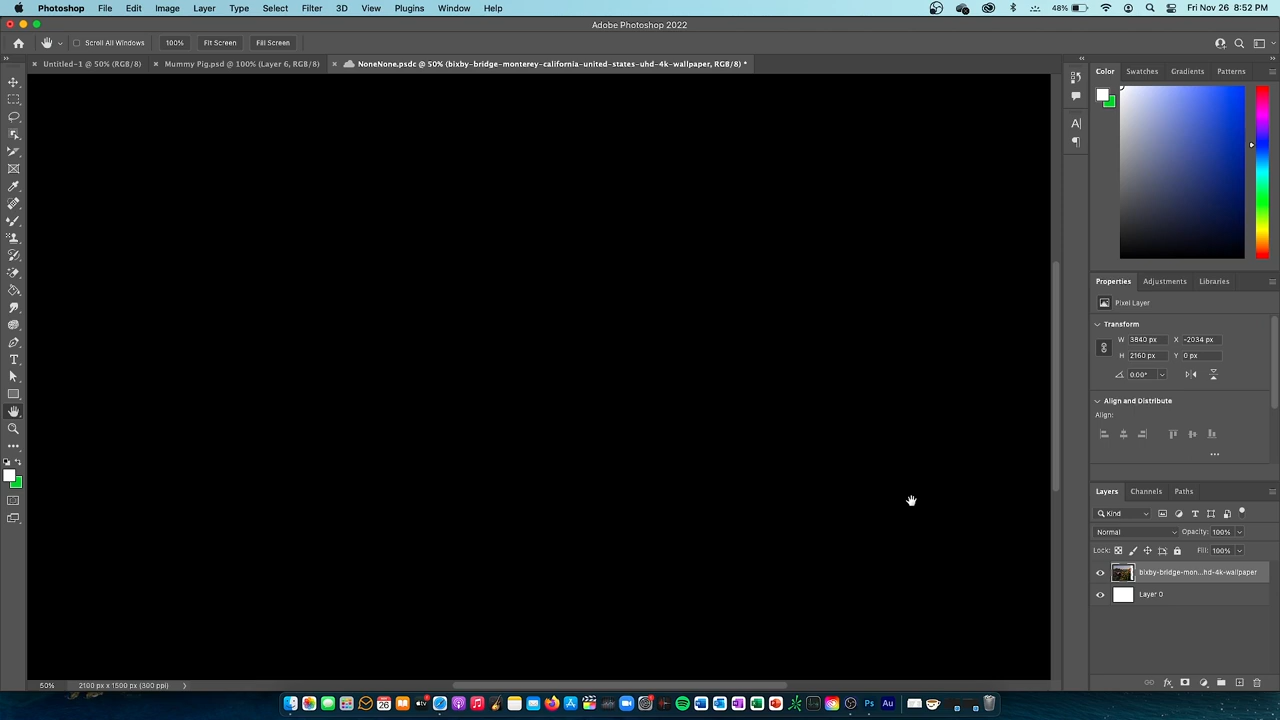 Photoshop File Edit Image Layer Type Select Filter 3D View Plugins Window Help 48% Fri Nov 26 8:52 PM
Adobe Photoshop 2022
Scroll All Windows 100% Fit Screen Fill Screen
Untitled-1 @ 50% (RGB/8) Mummy Pig.psd @ 100% (Layer 6, RGB/8) NoneNone.psdc @ 50% (bixby-bridge-monterey-california-united-states-uhd-4k-wallpaper, RGB/8) *
Color Swatches Gradients Patterns
Properties Adjustments Libraries
Pixel Layer
Transform
W 3840 px X -2034 px
H 2160 px Y 0 px
0.00°
Align and Distribute
Align:
Layers Channels Paths
Kind
Normal Opacity: 100%
Lock: Fill: 100%
bixby-bridge-mon...hd-4k-wallpaper
Layer 0
50% 2100 px x 1500 px (300 ppi)